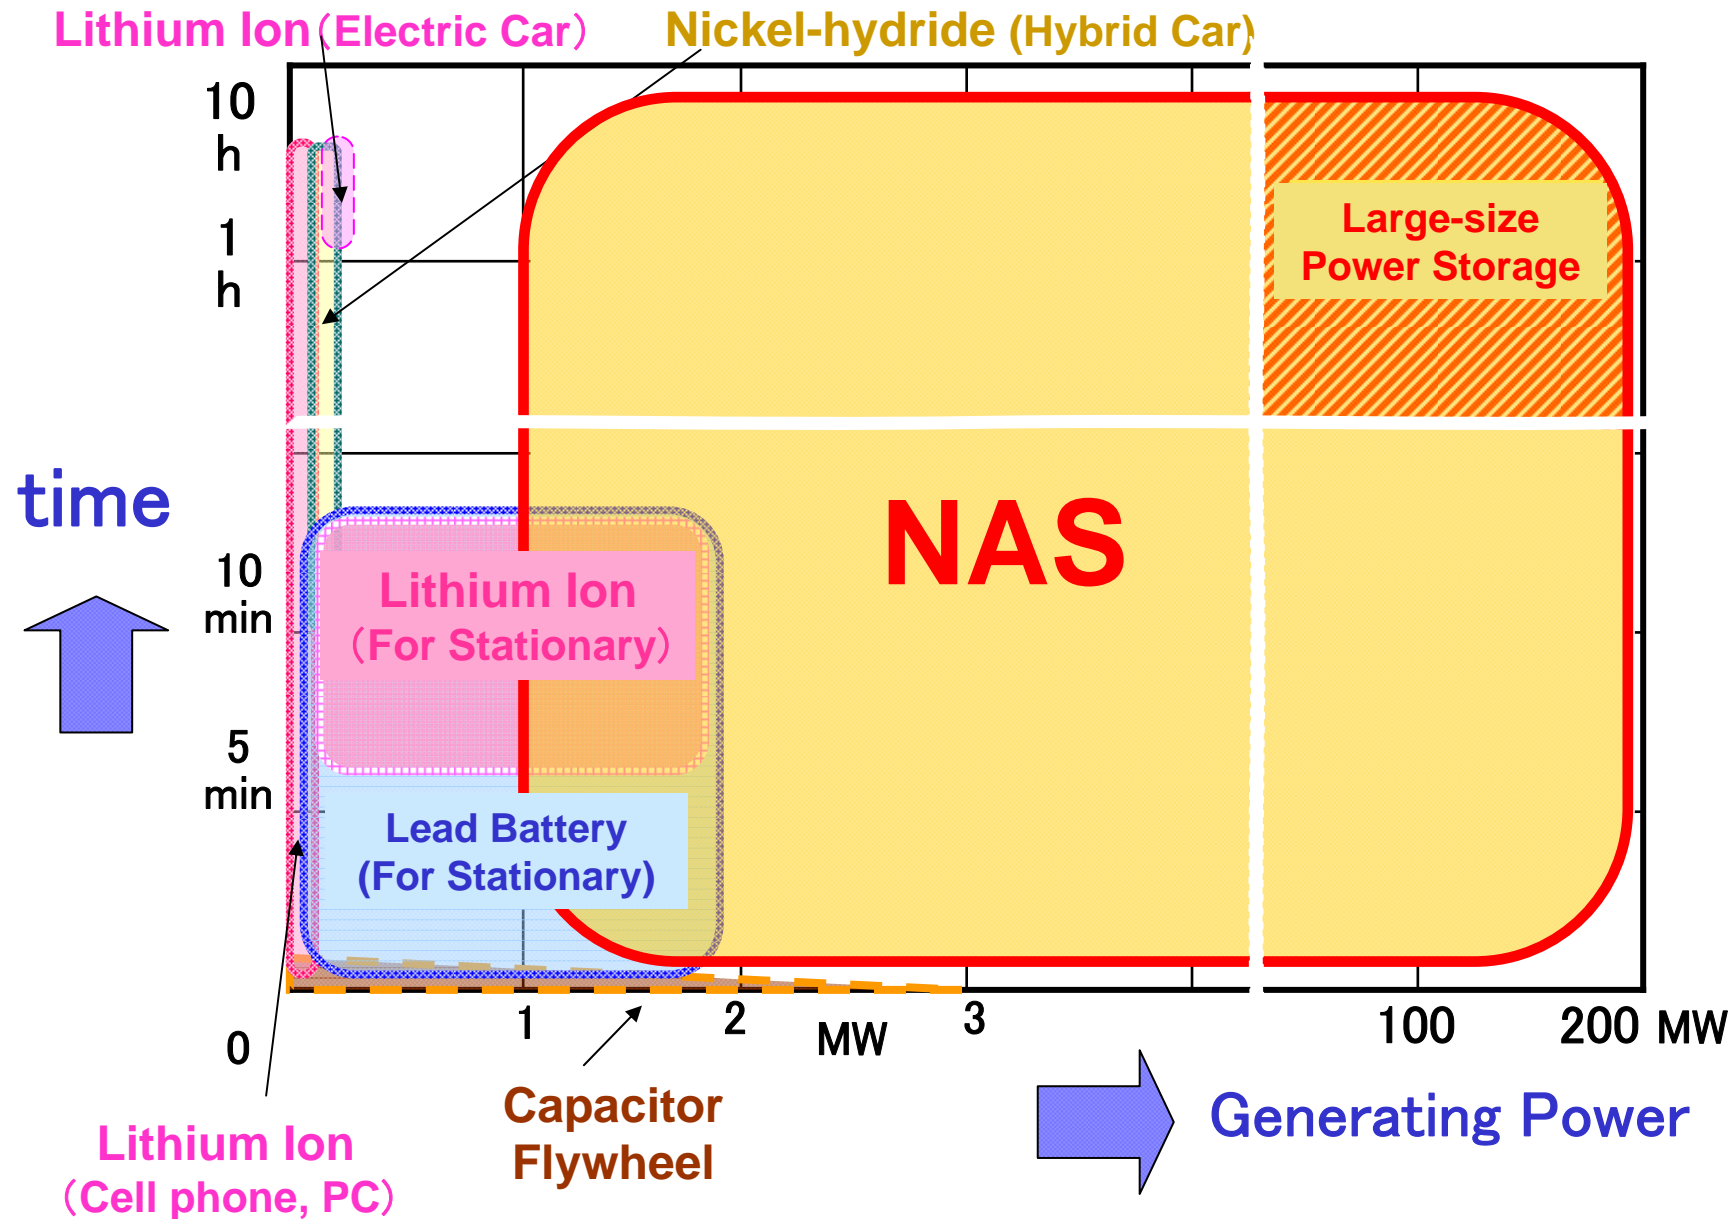 Lithium Ion（Electric Car）
Nickel-hydride (Hybrid Car)
10
h
1
h
Large-size
Power Storage
time
NAS
10
min
Lithium Ion
（For Stationary）
5
min
Lead Battery
(For Stationary)
0
1
2
MW
3
100
200 MW
Capacitor
Flywheel
Generating Power
Lithium Ion
（Cell phone, PC）